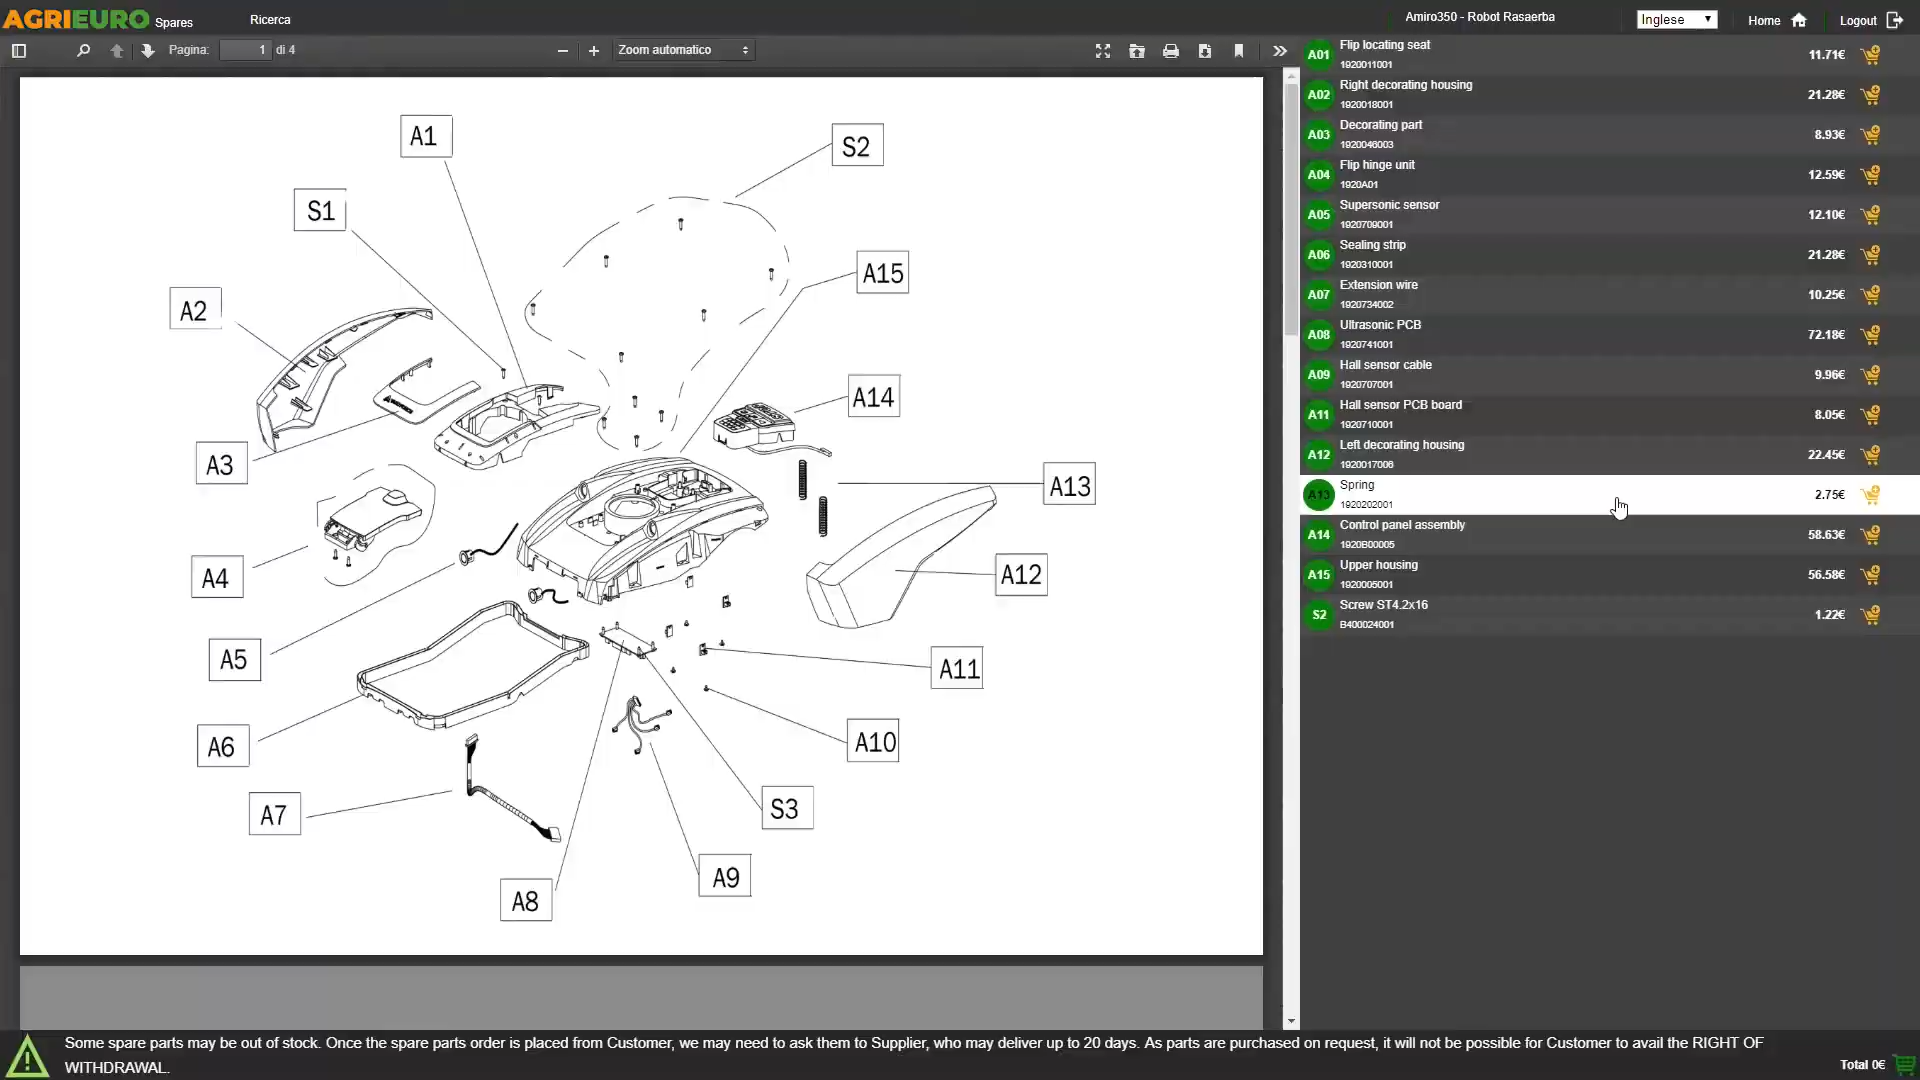 AGRIEURO Spares
Ricerca
Amiro350 - Robot Rasaerba
Inglese
Home
Logout
Pagina: 1 di 4
Zoom automatico
A1
S2
S1
A15
A2
A14
A3
A13
A4
A12
A5
A11
A6
A10
A7
S3
A9
A8
A01 Flip locating seat 11.71€
1920011001
A02 Right decorating housing 21.28€
1920018001
A03 Decorating part 8.93€
1920046003
A04 Flip hinge unit 12.59€
1920A01
A05 Supersonic sensor 12.10€
1920709001
A06 Sealing strip 21.28€
1920310001
A07 Extension wire 10.25€
1920734002
A08 Ultrasonic PCB 72.18€
1920741001
A09 Hall sensor cable 9.96€
1920707001
A11 Hall sensor PCB board 8.05€
1920710001
A12 Left decorating housing 22.45€
1920017006
A13 Spring 2.75€
1920202001
A14 Control panel assembly 58.63€
1920B00005
A15 Upper housing 56.58€
1920005001
S2 Screw ST4.2x16 1.22€
B400024001
Some spare parts may be out of stock. Once the spare parts order is placed from Customer, we may need to ask them to Supplier, who may deliver up to 20 days. As parts are purchased on request, it will not be possible for Customer to avail the RIGHT OF
WITHDRAWAL.
Total 0€